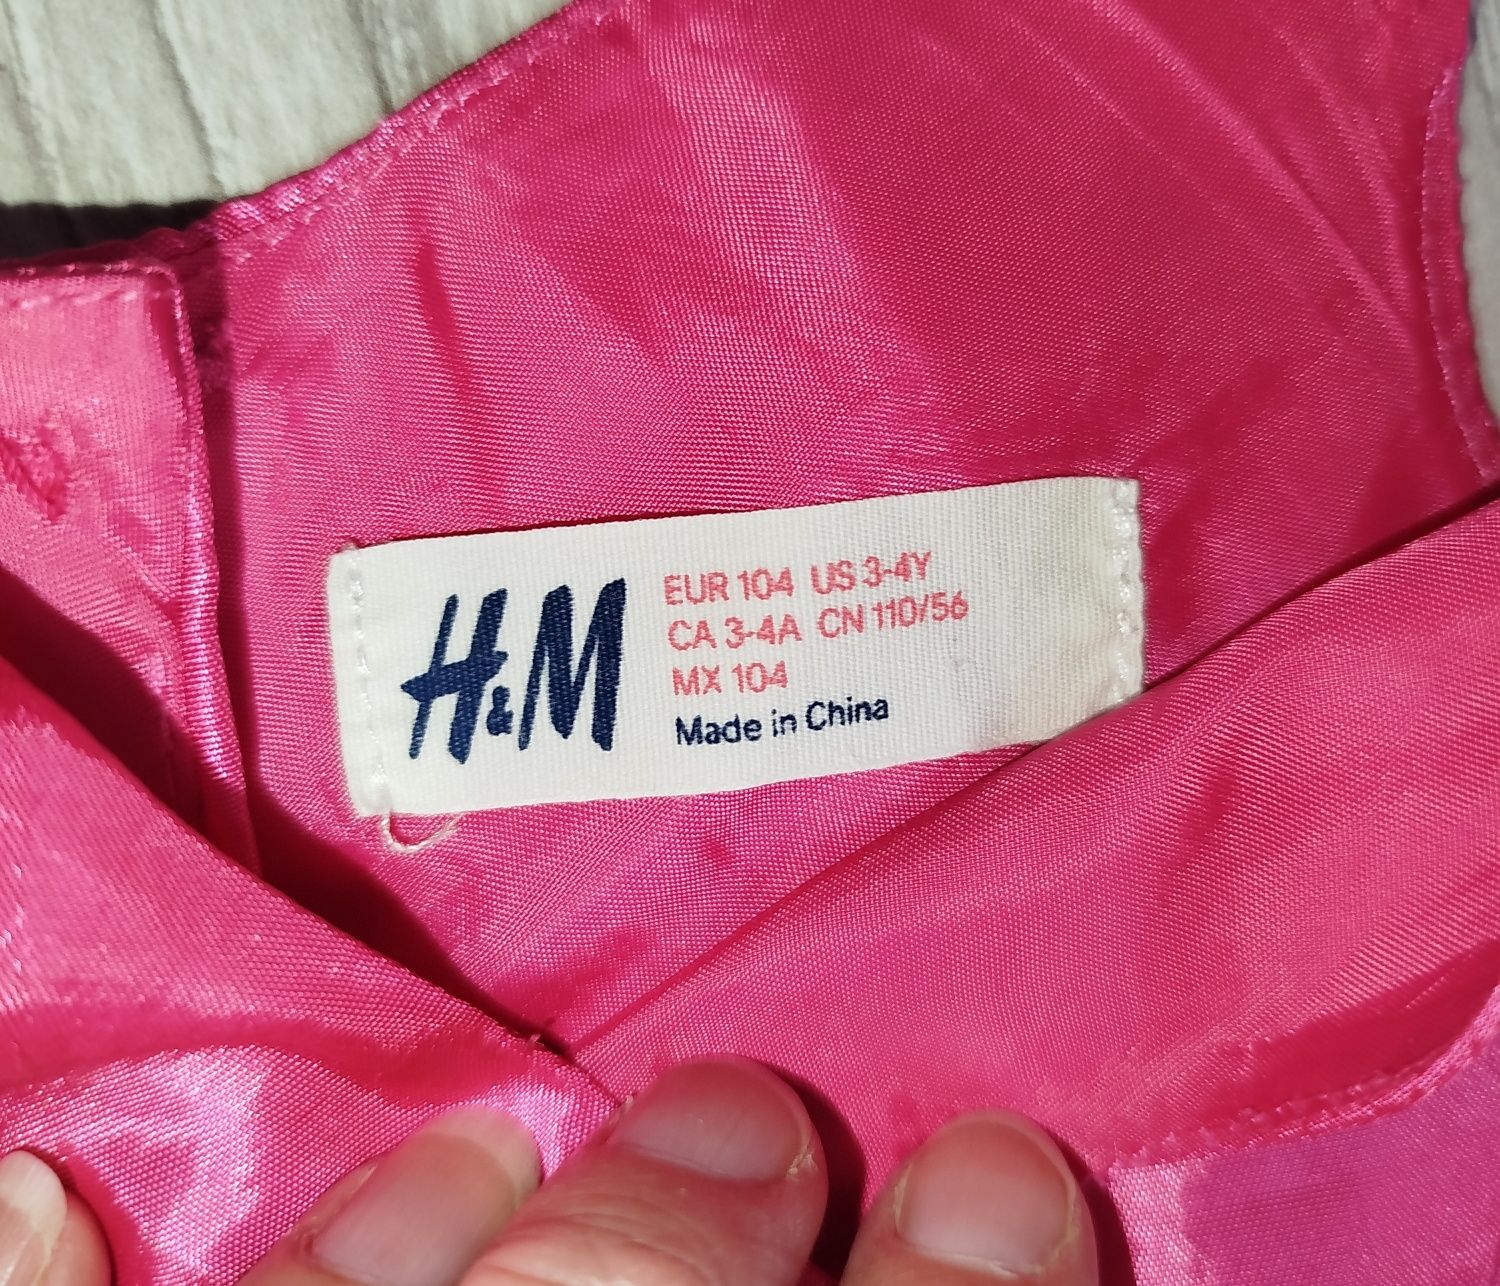 H&M
EUR 104 US 3-4Y
CA 3-4A CN 110/56
MX 104
Made in China